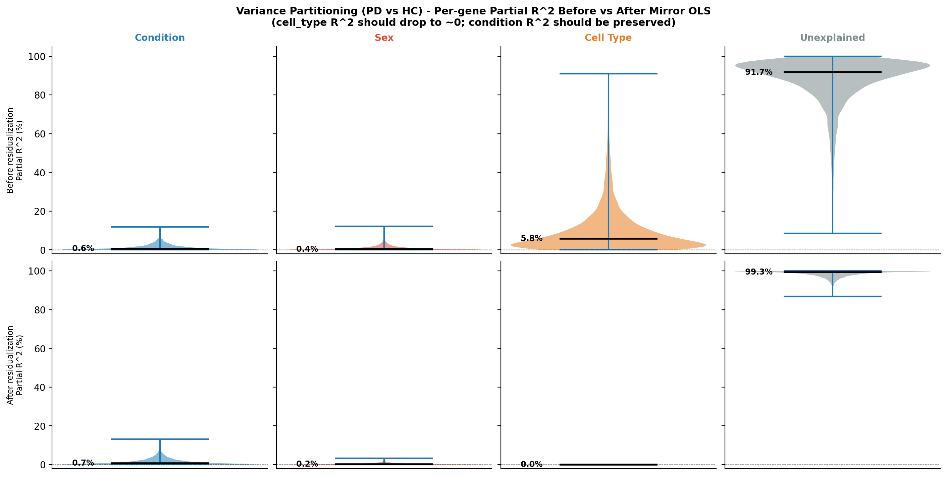 Variance Partitioning (PD vs HC) - Per-gene Partial R^2 Before vs After Mirror OLS
(cell_type R^2 should drop to ~0; condition R^2 should be preserved)
Condition
Sex
Cell Type
Unexplained
Before residualization
Partial R^2 (%)
100
80
60
40
20
0
0.6%
0.4%
5.8%
91.7%
After residualization
Partial R^2 (%)
100
80
60
40
20
0
0.7%
0.2%
0.0%
99.3%